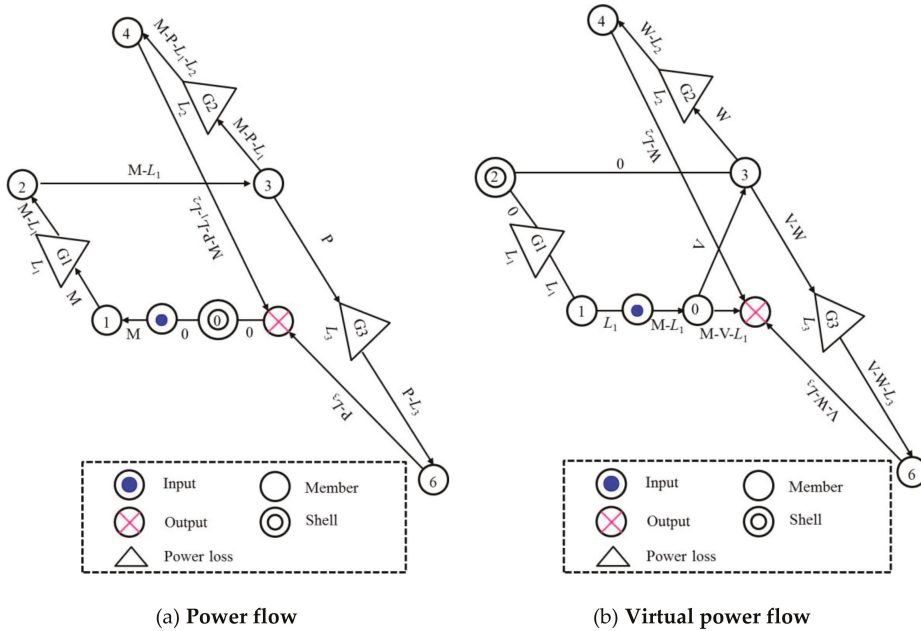 4
M-P-L₁-L₂
G2
L₂
M-P-L₁
M-L₁
2
3
M-L₁
G1
L₁
M
M-P-L₁-L₂
P
1
M
0
0
0
L₃
G3
P-L₃
P-L₃
6
Input
Member
Output
Shell
Power loss
(a) Power flow
4
W-L₂
G2
L₂
W
W-L₂
0
2
3
0
G1
L₁
L₁
V
V-W
1
L₁
M-L₁
0
M-V-L₁
L₃
G3
V-W-L₃
V-W-L₃
6
Input
Member
Output
Shell
Power loss
(b) Virtual power flow